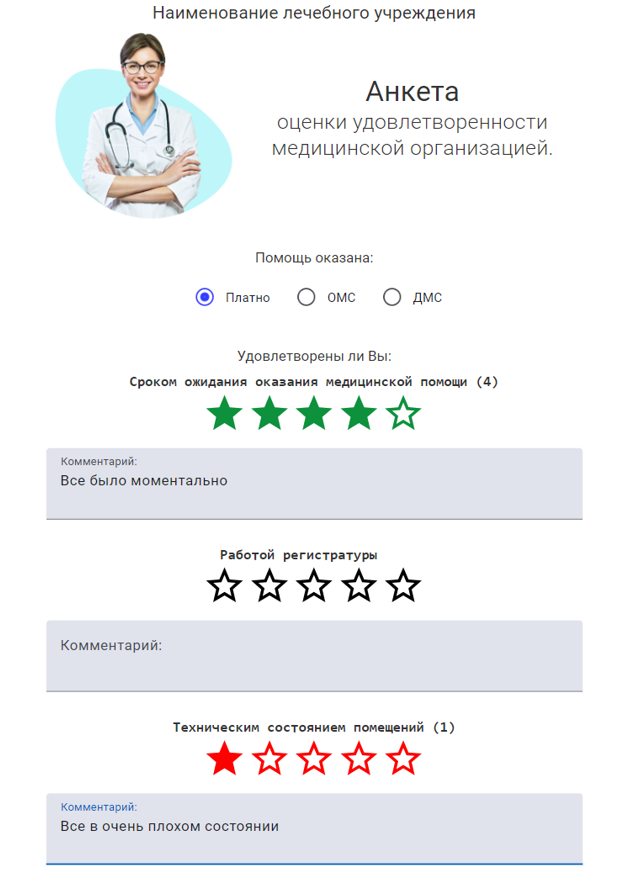 Наименование лечебного учреждения
Анкета
оценки удовлетворенности
медицинской организацией.
Помощь оказана:
Платно ОМС ДМС
Удовлетворены ли Вы:
Сроком ожидания оказания медицинской помощи (4)
Комментарий:
Все было моментально
Работой регистратуры
Комментарий:
Техническим состоянием помещений (1)
Комментарий:
Все в очень плохом состоянии